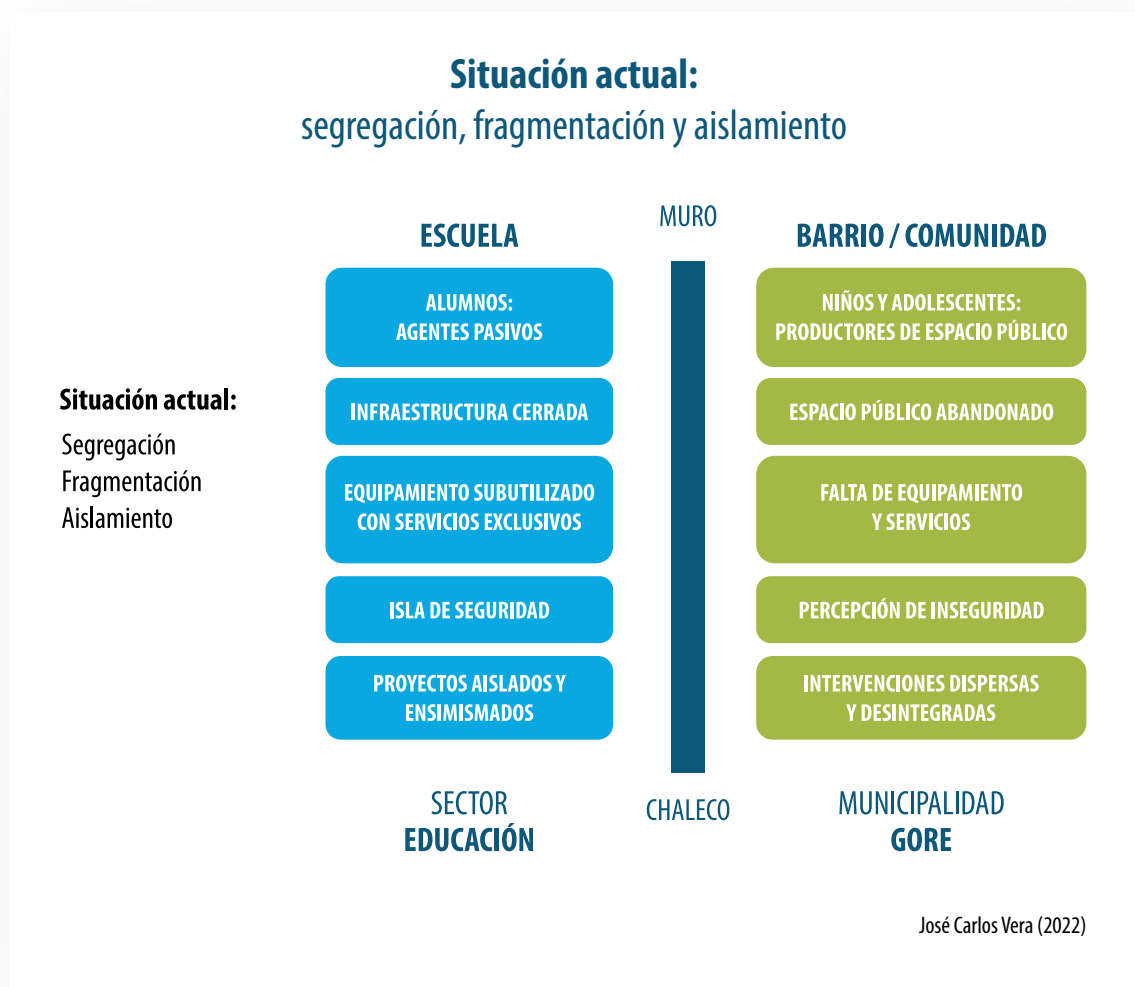 Situación actual:
segregación, fragmentación y aislamiento
Situación actual:
Segregación
Fragmentación
Aislamiento
ESCUELA
ALUMNOS:
AGENTES PASIVOS
INFRAESTRUCTURA CERRADA
EQUIPAMIENTO SUBUTILIZADO
CON SERVICIOS EXCLUSIVOS
ISLA DE SEGURIDAD
PROYECTOS AISLADOS Y
ENSIMISMADOS
SECTOR
EDUCACIÓN
MURO
CHALECO
BARRIO / COMUNIDAD
NIÑOS Y ADOLESCENTES:
PRODUCTORES DE ESPACIO PÚBLICO
ESPACIO PÚBLICO ABANDONADO
FALTA DE EQUIPAMIENTO
Y SERVICIOS
PERCEPCIÓN DE INSEGURIDAD
INTERVENCIONES DISPERSAS
Y DESINTEGRADAS
MUNICIPALIDAD
GORE
José Carlos Vera (2022)